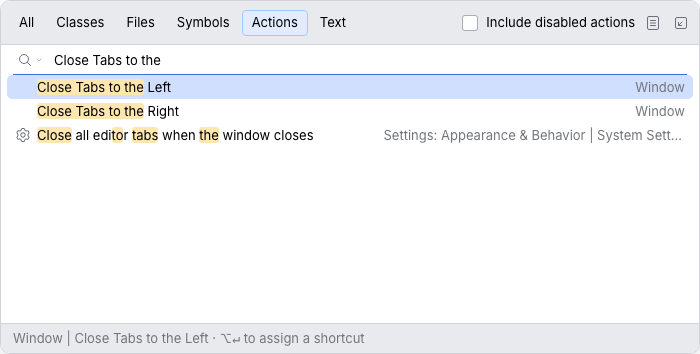 All Classes Files Symbols Actions Text Include disabled actions
Close Tabs to the
Close Tabs to the Left Window
Close Tabs to the Right Window
Close all editor tabs when the window closes Settings: Appearance & Behavior | System Sett...
Window | Close Tabs to the Left · ⌥↵ to assign a shortcut